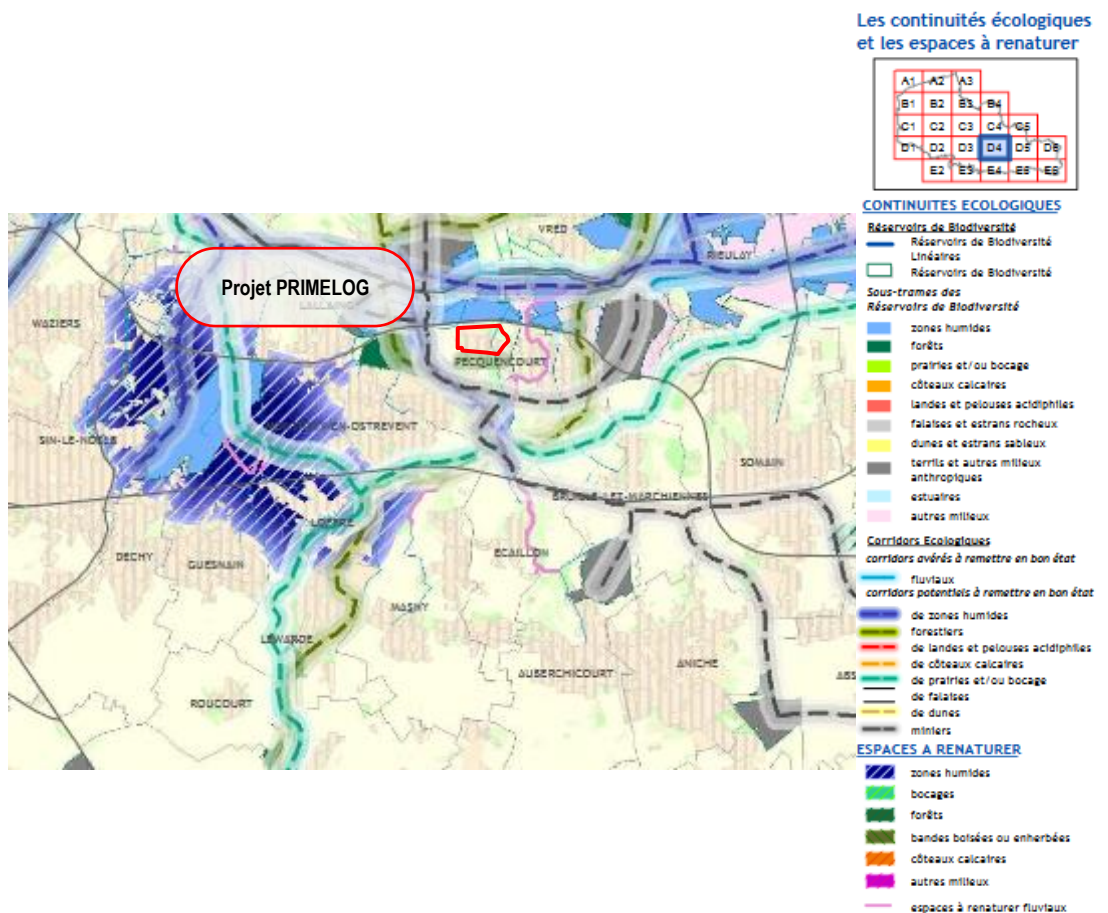 Les continuités écologiques
et les espaces à renaturer
A1 A2 A3
B1 B2 B3 B4
C1 C2 C3 C4 C5
D1 D2 D3 D4 D5 D6
E2 E3 E4 E5 E6
CONTINUITES ECOLOGIQUES
Réservoirs de Biodiversité
Réservoirs de Biodiversité
Linéaires
Réservoirs de Biodiversité
Sous-trames des
Réservoirs de Biodiversité
zones humides
forêts
prairies et/ou bocage
côteaux calcaires
landes et pelouses acidiphiles
falaises et estrans rocheux
dunes et estrans sableux
terrils et autres milieux
anthropiques
estuaires
autres milieux
Corridors Ecologiques
corridors avérés à remettre en bon état
fluviaux
corridors potentiels à remettre en bon état
de zones humides
forestiers
de landes et pelouses acidiphiles
de côteaux calcaires
de prairies et/ou bocage
de falaises
de dunes
miniers
ESPACES A RENATURER
zones humides
bocages
forêts
bandes boisées ou enherbées
côteaux calcaires
autres milieux
espaces à renaturer fluviaux
VRED
RIEULAY
Projet PRIMELOG
LALLAING
WAZIERS
PECQUENCOURT
SIN-LE-NOBLE
EN-OSTREVENT
SOMAIN
BRUILLE-LEZ-MARCHIENNES
LOFFRE
DECHY
GUESNAIN
ECAILLON
MASNY
LEWARDE
AUBERCHICOURT
ANICHE
ABS
ROUCOURT